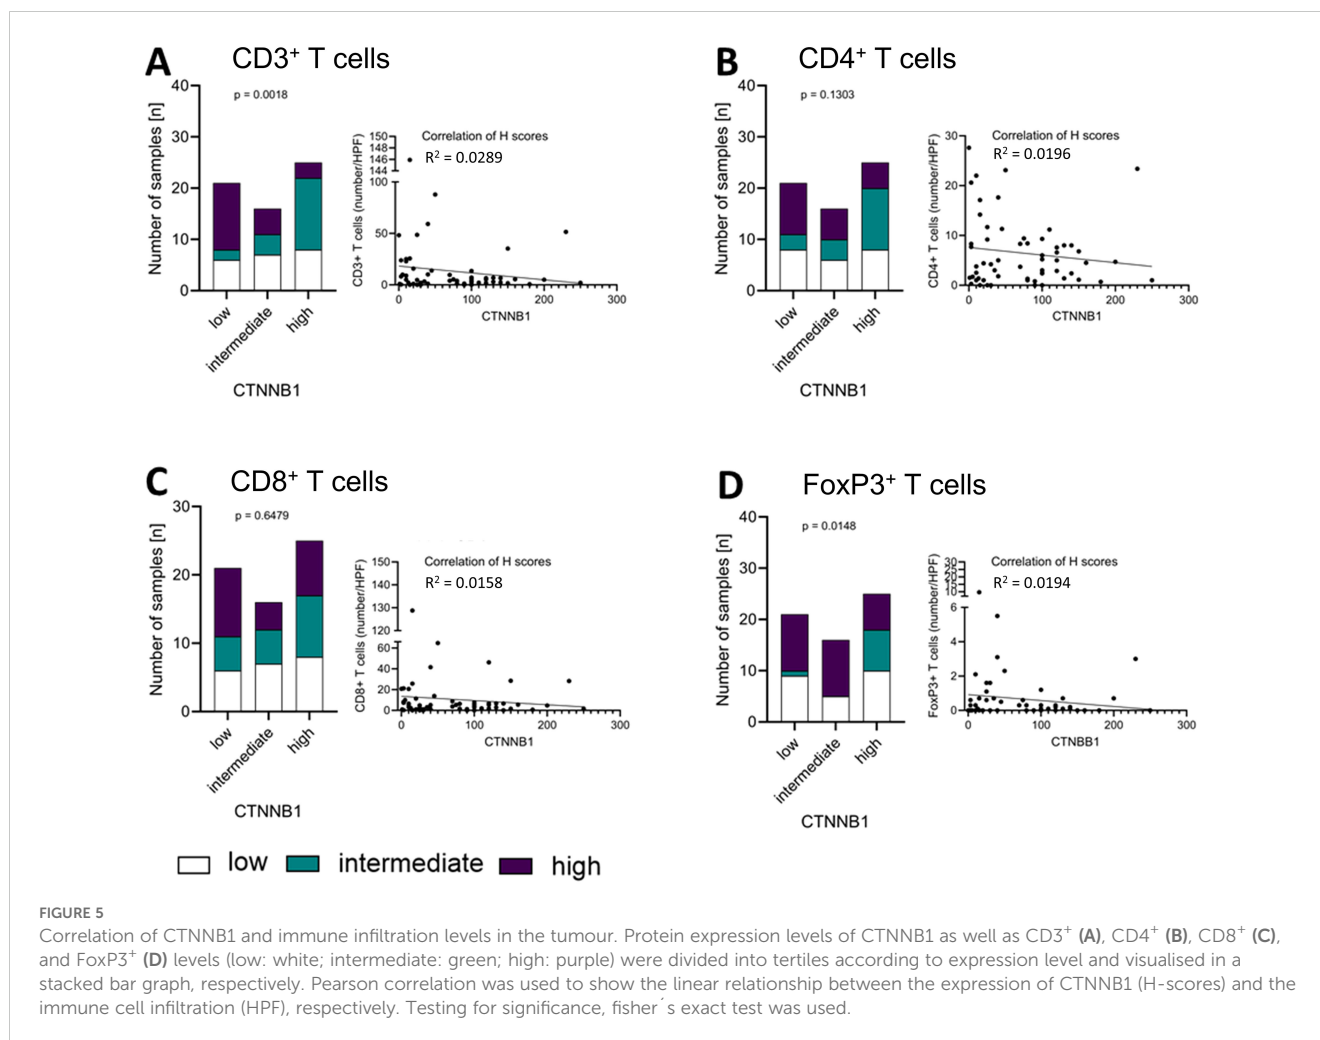 A CD3⁺ T cells
Number of samples [n]
40
30
20
10
0
p = 0.0018
low
intermediate
high
CTNNB1
CD3+ T cells (number/HPF)
150
148
146
144
100
50
0
Correlation of H scores
R² = 0.0289
0 100 200 300
CTNNB1
B CD4⁺ T cells
Number of samples [n]
40
30
20
10
0
p = 0.1303
low
intermediate
high
CTNNB1
CD4+ T cells (number/HPF)
30
20
10
0
Correlation of H scores
R² = 0.0196
0 100 200 300
CTNNB1
C CD8⁺ T cells
Number of samples [n]
30
20
10
0
p = 0.6479
low
intermediate
high
CTNNB1
CD8+ T cells (number/HPF)
150
140
130
120
60
40
20
0
Correlation of H scores
R² = 0.0158
0 100 200 300
CTNNB1
D FoxP3⁺ T cells
Number of samples [n]
40
30
20
10
0
p = 0.0148
low
intermediate
high
CTNNB1
FoxP3+ T cells (number/HPF)
30
25
20
15
10
6
4
2
0
Correlation of H scores
R² = 0.0194
0 100 200 300
CTNBB1
low intermediate high
FIGURE 5
Correlation of CTNNB1 and immune infiltration levels in the tumour. Protein expression levels of CTNNB1 as well as CD3⁺ (A), CD4⁺ (B), CD8⁺ (C),
and FoxP3⁺ (D) levels (low: white; intermediate: green; high: purple) were divided into tertiles according to expression level and visualised in a
stacked bar graph, respectively. Pearson correlation was used to show the linear relationship between the expression of CTNNB1 (H-scores) and the
immune cell infiltration (HPF), respectively. Testing for significance, fisher´s exact test was used.